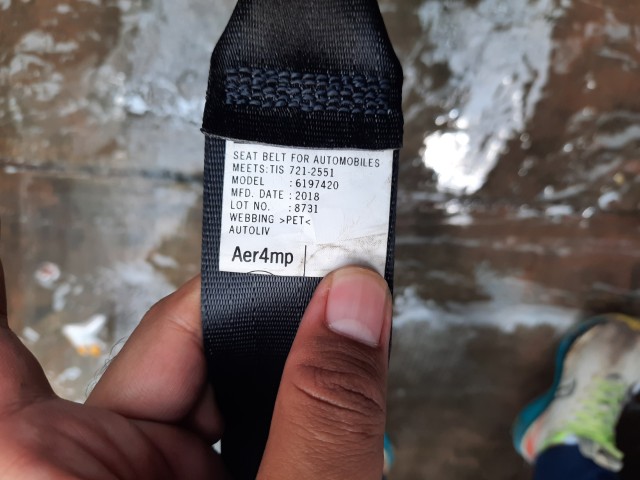 SEAT BELT FOR AUTOMOBILES
MEETS:TIS 721-2551
MODEL : 6197420
MFD. DATE : 2018
LOT NO. : 8731
WEBBING >PET<
AUTOLIV
Aer4mp